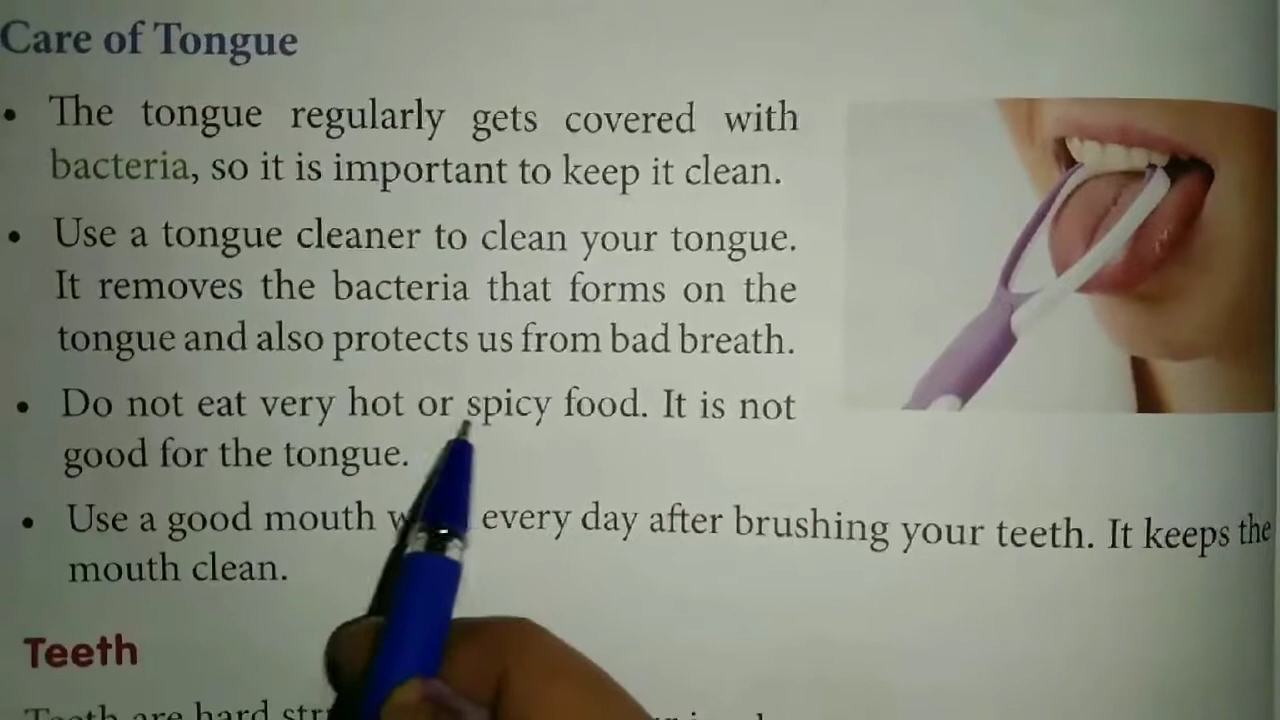 Care of Tongue
• The tongue regularly gets covered with
bacteria, so it is important to keep it clean.
• Use a tongue cleaner to clean your tongue.
It removes the bacteria that forms on the
tongue and also protects us from bad breath.
• Do not eat very hot or spicy food. It is not
good for the tongue.
• Use a good mouth every day after brushing your teeth. It keeps the
mouth clean.
Teeth
Teeth are hard